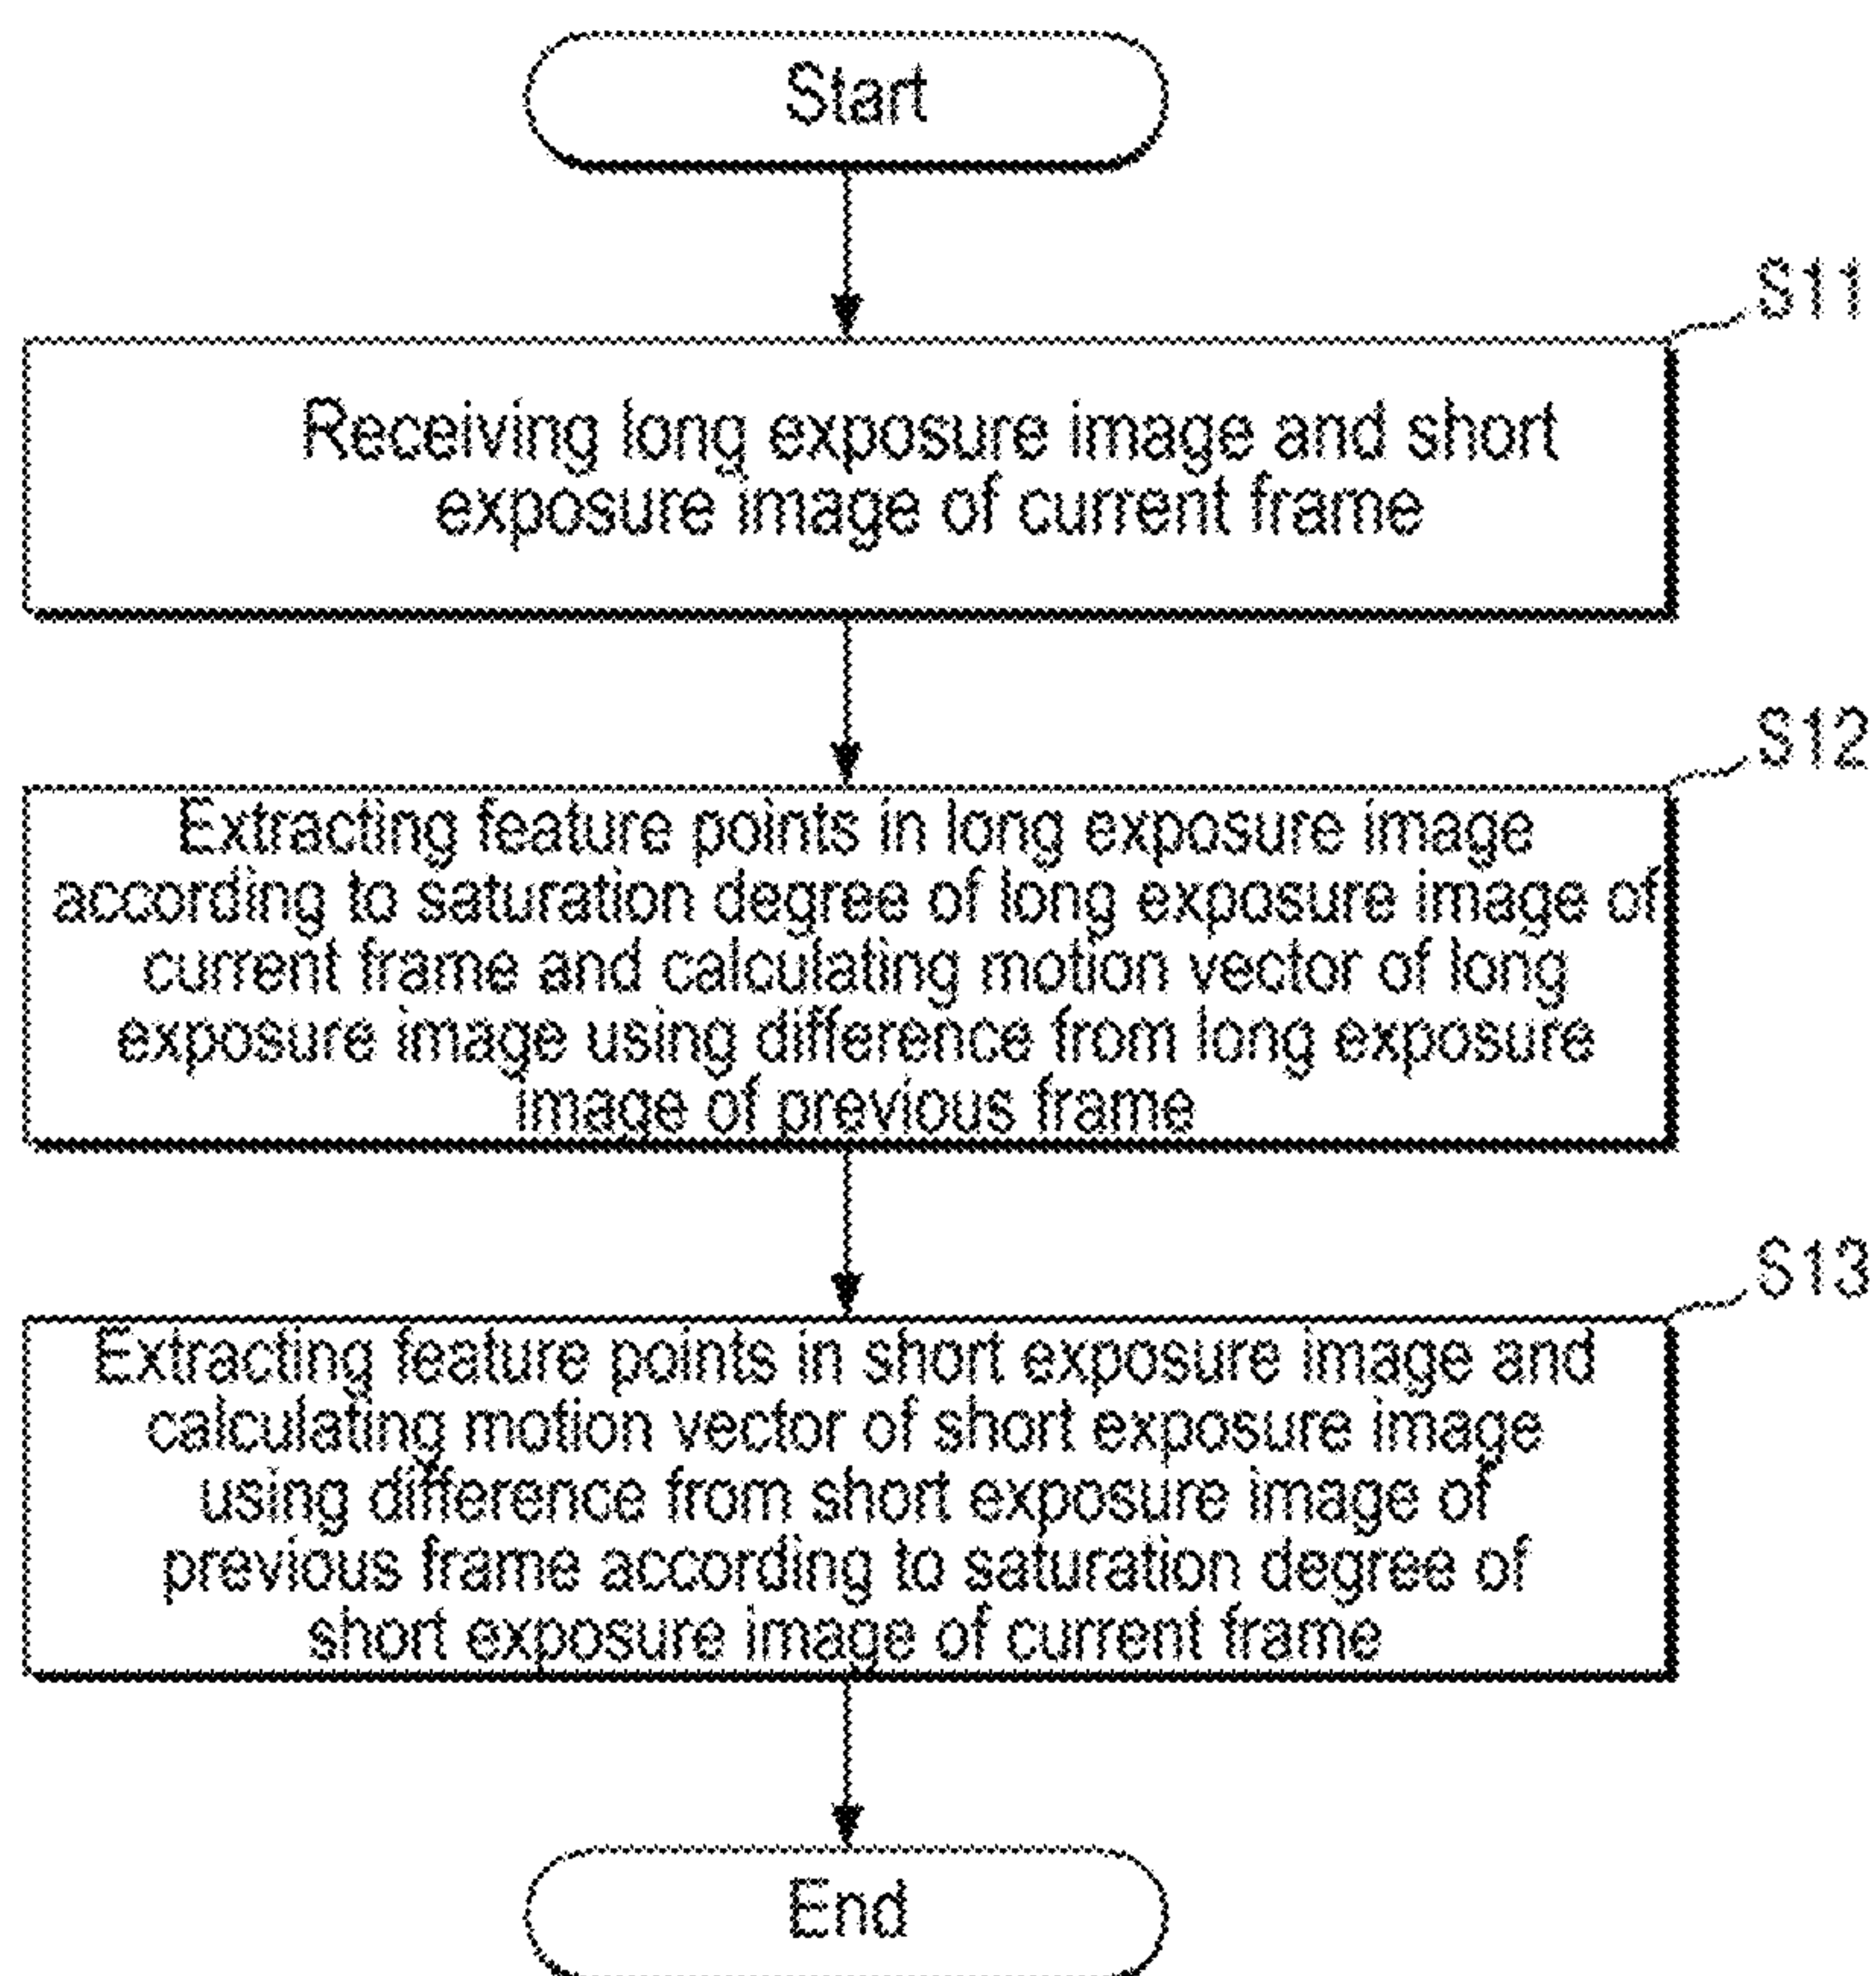 Start
S11
Receiving long exposure image and short
exposure image of current frame
S12
Extracting feature points in long exposure image
according to saturation degree of long exposure image of
current frame and calculating motion vector of long
exposure image using difference from long exposure
image of previous frame
S13
Extracting feature points in short exposure image and
calculating motion vector of short exposure image
using difference from short exposure image of
previous frame according to saturation degree of
short exposure image of current frame
End